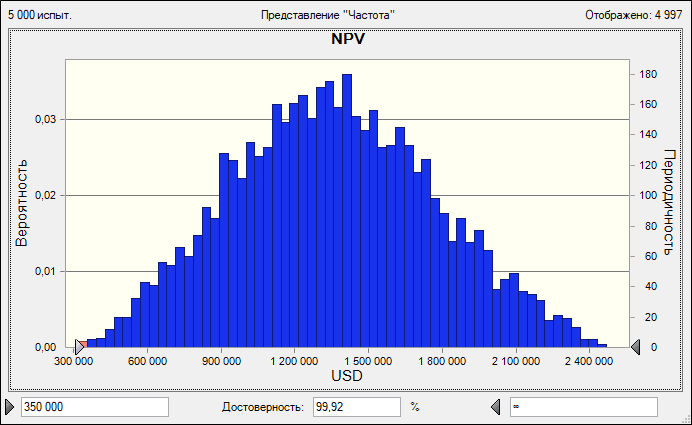 5 000 испыт. Представление "Частота" Отображено: 4 997
NPV
Вероятность
0,03
0,02
0,01
0,00
180
160
140
120
100
80
60
40
20
0
Периодичность
300 000 600 000 900 000 1 200 000 1 500 000 1 800 000 2 100 000 2 400 000
USD
350 000 Достоверность: 99,92 % ∞